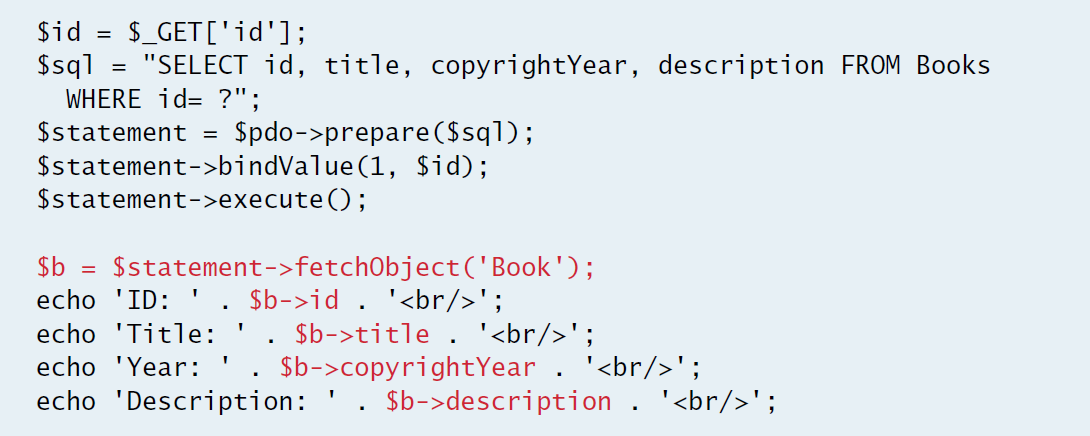 $id = $_GET['id'];
$sql = "SELECT id, title, copyrightYear, description FROM Books
  WHERE id= ?";
$statement = $pdo->prepare($sql);
$statement->bindValue(1, $id);
$statement->execute();

$b = $statement->fetchObject('Book');
echo 'ID: ' . $b->id . '<br/>';
echo 'Title: ' . $b->title . '<br/>';
echo 'Year: ' . $b->copyrightYear . '<br/>';
echo 'Description: ' . $b->description . '<br/>';